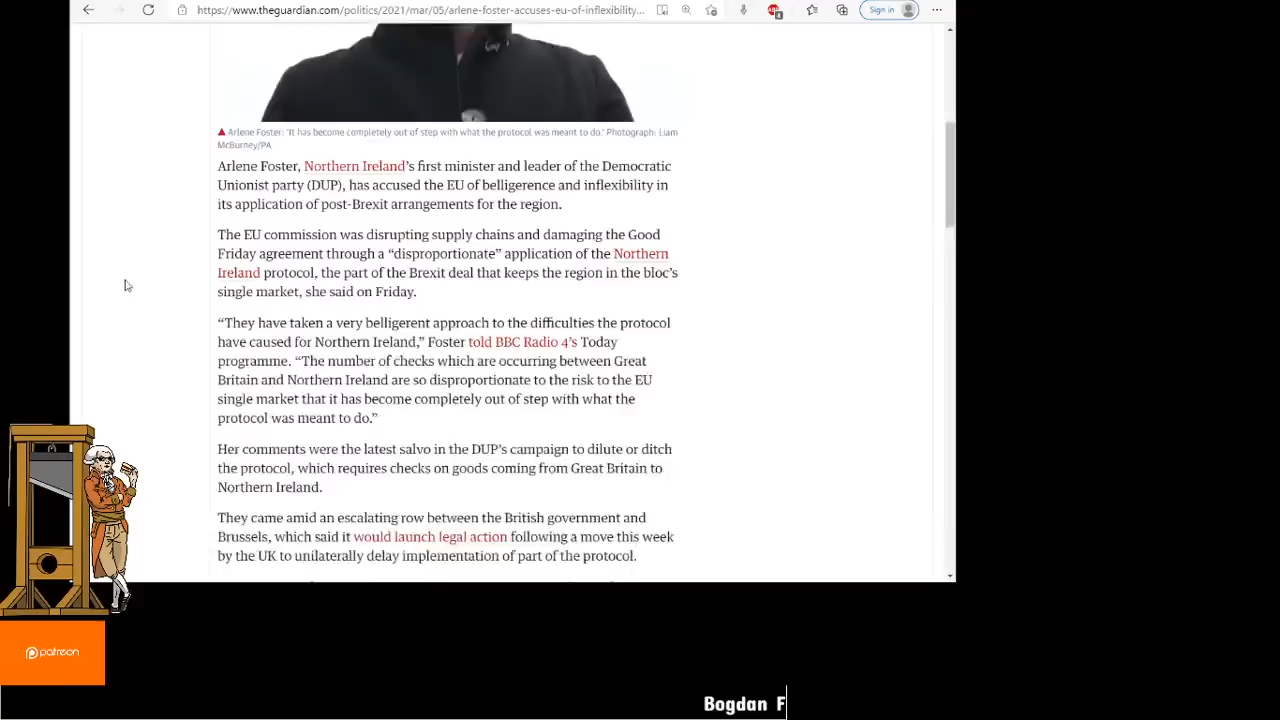 https://www.theguardian.com/politics/2021/mar/05/arlene-foster-accuses-eu-of-inflexibility...
Sign in
Arlene Foster: 'It has become completely out of step with what the protocol was meant to do.' Photograph: Liam
McBurney/PA
Arlene Foster, Northern Ireland's first minister and leader of the Democratic
Unionist party (DUP), has accused the EU of belligerence and inflexibility in
its application of post-Brexit arrangements for the region.
The EU commission was disrupting supply chains and damaging the Good
Friday agreement through a “disproportionate” application of the Northern
Ireland protocol, the part of the Brexit deal that keeps the region in the bloc's
single market, she said on Friday.
“They have taken a very belligerent approach to the difficulties the protocol
have caused for Northern Ireland,” Foster told BBC Radio 4's Today
programme. “The number of checks which are occurring between Great
Britain and Northern Ireland are so disproportionate to the risk to the EU
single market that it has become completely out of step with what the
protocol was meant to do.”
Her comments were the latest salvo in the DUP's campaign to dilute or ditch
the protocol, which requires checks on goods coming from Great Britain to
Northern Ireland.
They came amid an escalating row between the British government and
Brussels, which said it would launch legal action following a move this week
by the UK to unilaterally delay implementation of part of the protocol.
patreon
Bogdan F